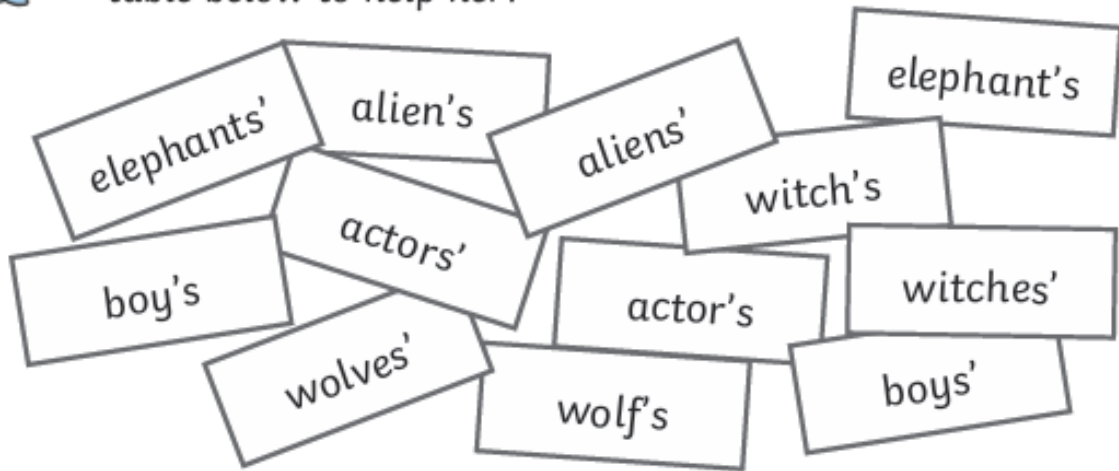 table below to help her?
elephants’
alien’s
aliens’
elephant’s
witch’s
actors’
boy’s
actor’s
witches’
wolves’
wolf’s
boys’